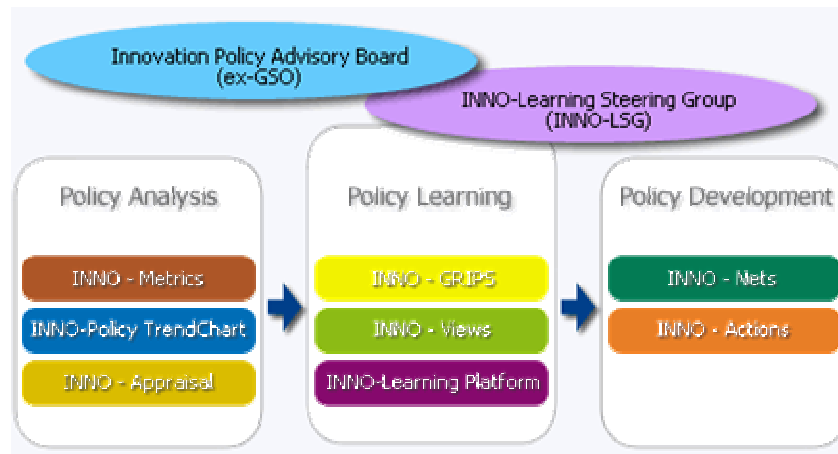 Innovation Policy Advisory Board
(ex-GSO)
INNO-Learning Steering Group
(INNO-LSG)
Policy Analysis
INNO - Metrics
INNO-Policy TrendChart
INNO - Appraisal
Policy Learning
INNO - GRIPS
INNO - Views
INNO-Learning Platform
Policy Development
INNO - Nets
INNO - Actions